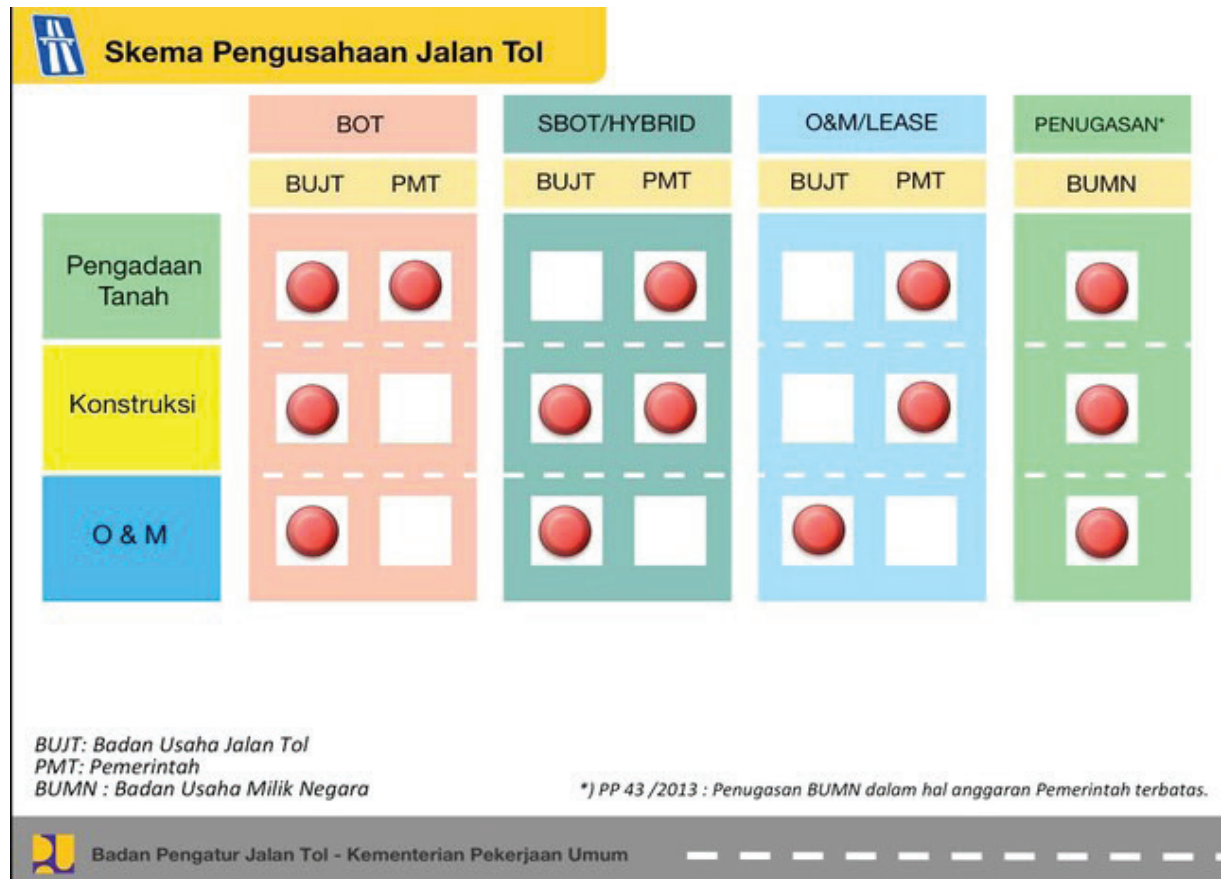 Skema Pengusahaan Jalan Tol
BOT
SBOT/HYBRID
O&M/LEASE
PENUGASAN*
BUJT PMT
BUJT PMT
BUJT PMT
BUMN
Pengadaan
Tanah
Konstruksi
O & M
BUJT: Badan Usaha Jalan Tol
PMT: Pemerintah
BUMN : Badan Usaha Milik Negara
*) PP 43 /2013 : Penugasan BUMN dalam hal anggaran Pemerintah terbatas.
Badan Pengatur Jalan Tol - Kementerian Pekerjaan Umum